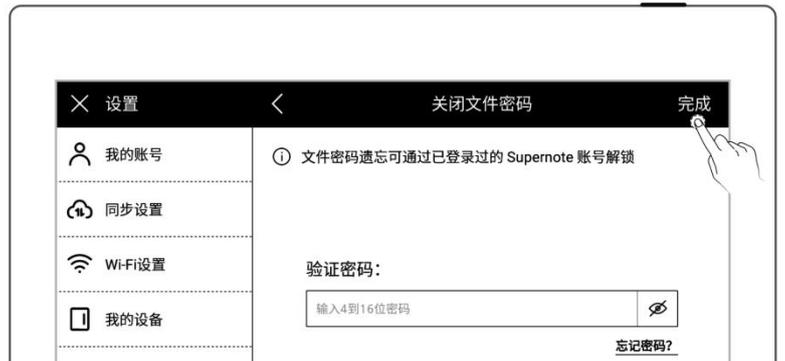 设置
关闭文件密码
完成
我的账号
文件密码遗忘可通过已登录过的 Supernote 账号解锁
同步设置
Wi-Fi设置
验证密码：
我的设备
输入4到16位密码
忘记密码?